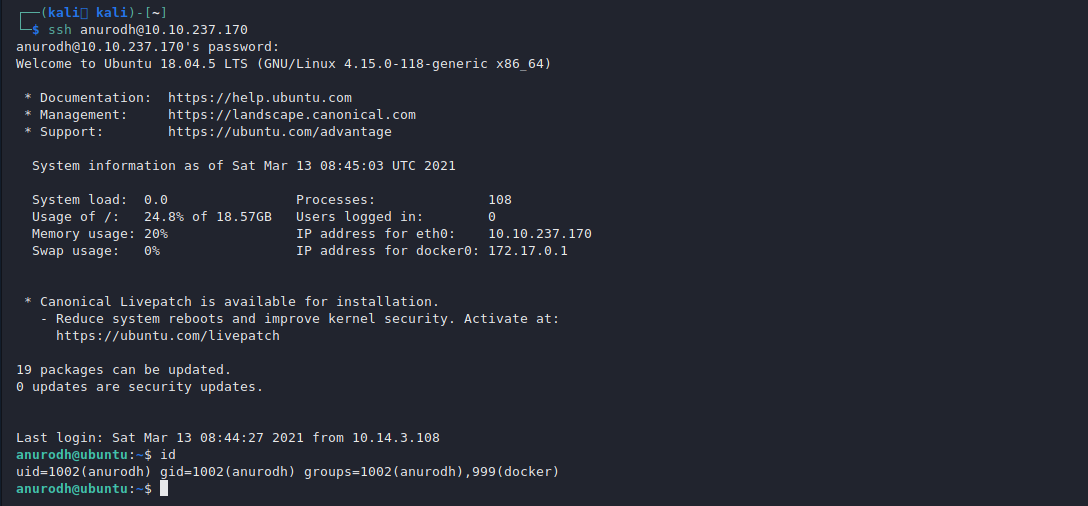 ┌──(kali㉿ kali)-[~]
└─$ ssh anurodh@10.10.237.170
anurodh@10.10.237.170's password:
Welcome to Ubuntu 18.04.5 LTS (GNU/Linux 4.15.0-118-generic x86_64)
* Documentation:  https://help.ubuntu.com
* Management:     https://landscape.canonical.com
* Support:        https://ubuntu.com/advantage
System information as of Sat Mar 13 08:45:03 UTC 2021
System load:  0.0                Processes:              108
Usage of /:   24.8% of 18.57GB   Users logged in:        0
Memory usage: 20%                IP address for eth0:    10.10.237.170
Swap usage:   0%                 IP address for docker0: 172.17.0.1
* Canonical Livepatch is available for installation.
- Reduce system reboots and improve kernel security. Activate at:
https://ubuntu.com/livepatch
19 packages can be updated.
0 updates are security updates.
Last login: Sat Mar 13 08:44:27 2021 from 10.14.3.108
anurodh@ubuntu:~$ id
uid=1002(anurodh) gid=1002(anurodh) groups=1002(anurodh),999(docker)
anurodh@ubuntu:~$